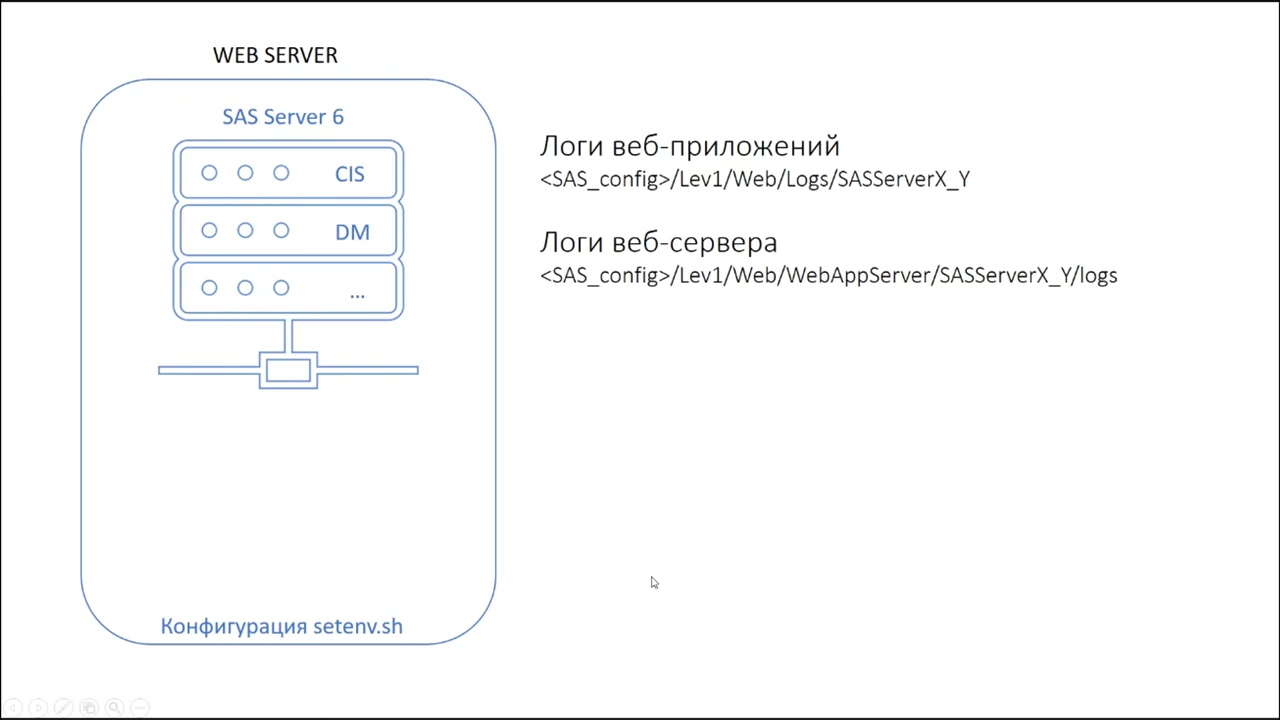 WEB SERVER
SAS Server 6
CIS
DM
...
Конфигурация setenv.sh
Логи веб-приложений
<SAS_config>/Lev1/Web/Logs/SASServerX_Y
Логи веб-сервера
<SAS_config>/Lev1/Web/WebAppServer/SASServerX_Y/logs